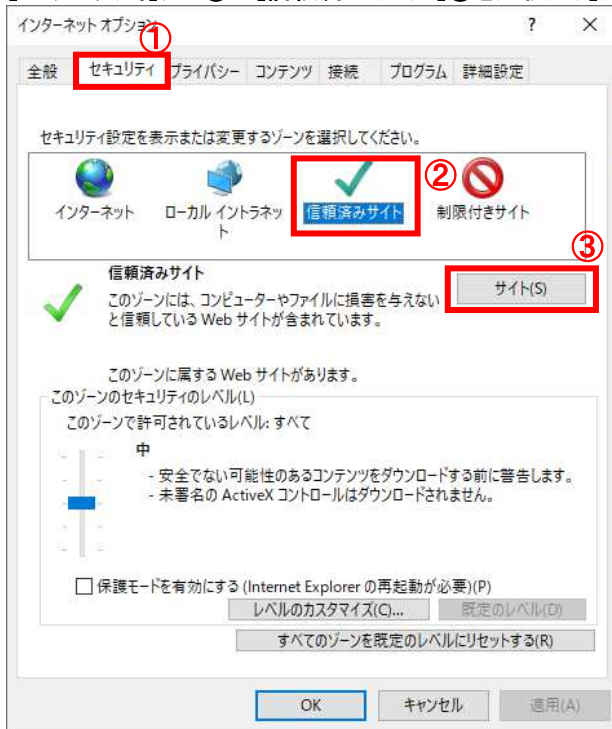 インターネット オプション
?
×
①
全般 セキュリティ プライバシー コンテンツ 接続 プログラム 詳細設定
セキュリティ設定を表示または変更するゾーンを選択してください。
②
インターネット
ローカル イントラネッ
ト
信頼済みサイト
制限付きサイト
③
信頼済みサイト
サイト(S)
このゾーンには、コンピューターやファイルに損害を与えない
と信頼している Web サイトが含まれています。
このゾーンに属する Web サイトがあります。
このゾーンのセキュリティのレベル(L)
このゾーンで許可されているレベル: すべて
中
- 安全でない可能性のあるコンテンツをダウンロードする前に警告します。
- 未署名の ActiveX コントロールはダウンロードされません。
保護モードを有効にする (Internet Explorer の再起動が必要)(P)
レベルのカスタマイズ(C)... 既定のレベル(D)
すべてのゾーンを既定のレベルにリセットする(R)
OK キャンセル 適用(A)